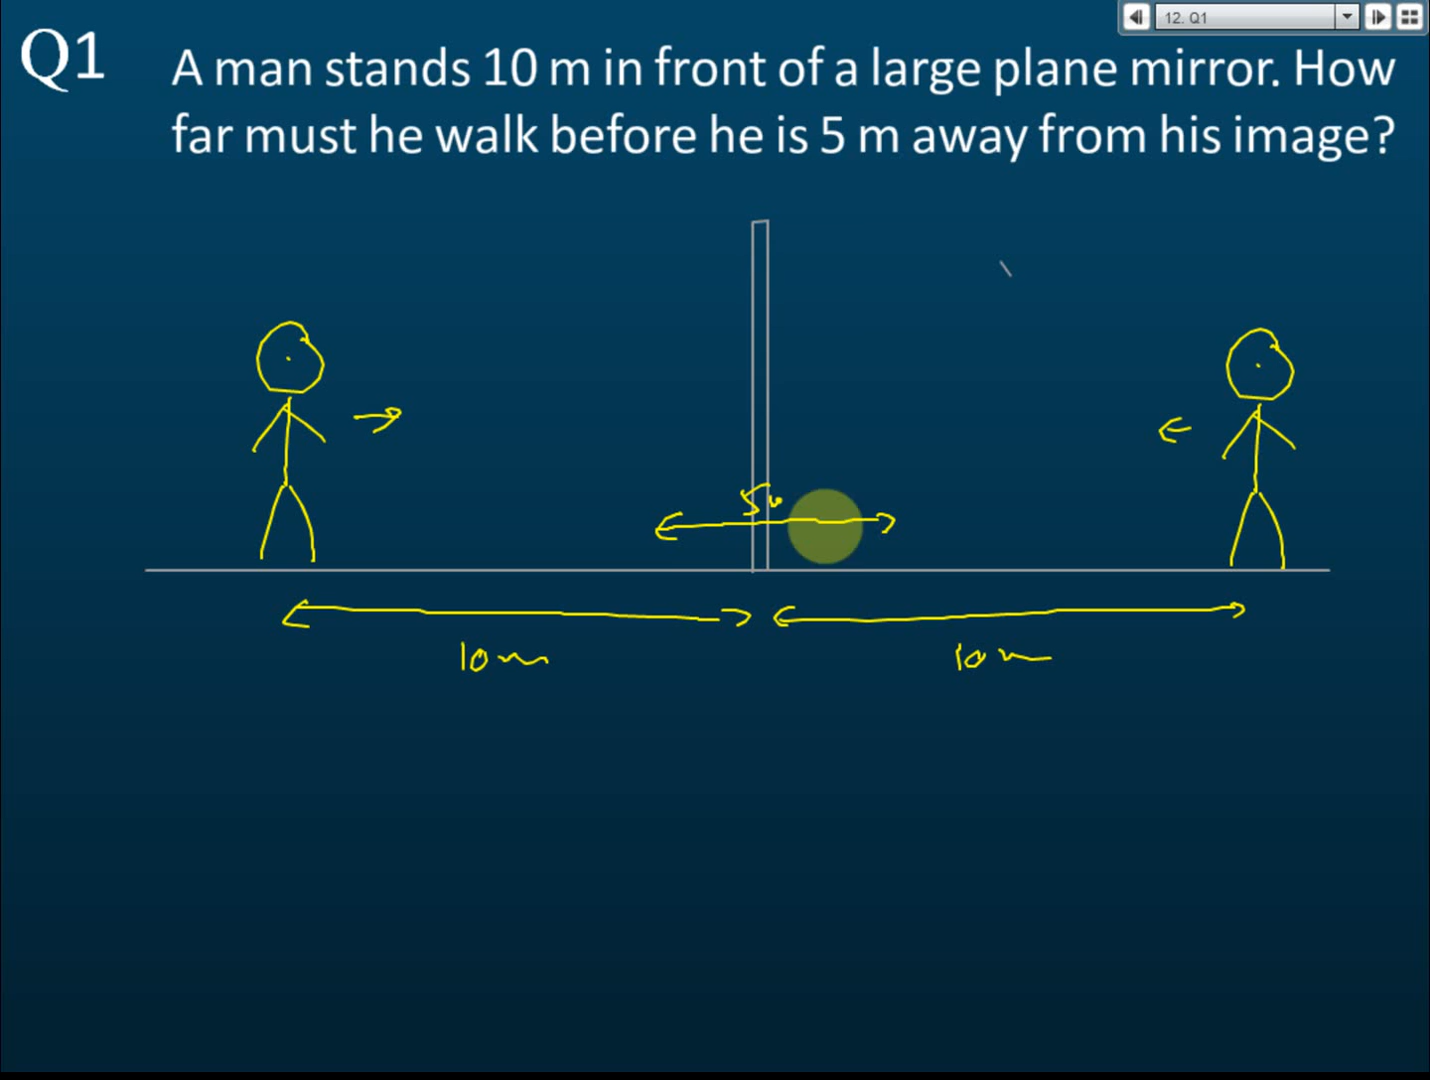 12. Q1
Q1
A man stands 10 m in front of a large plane mirror. How
far must he walk before he is 5 m away from his image?
10m
10m